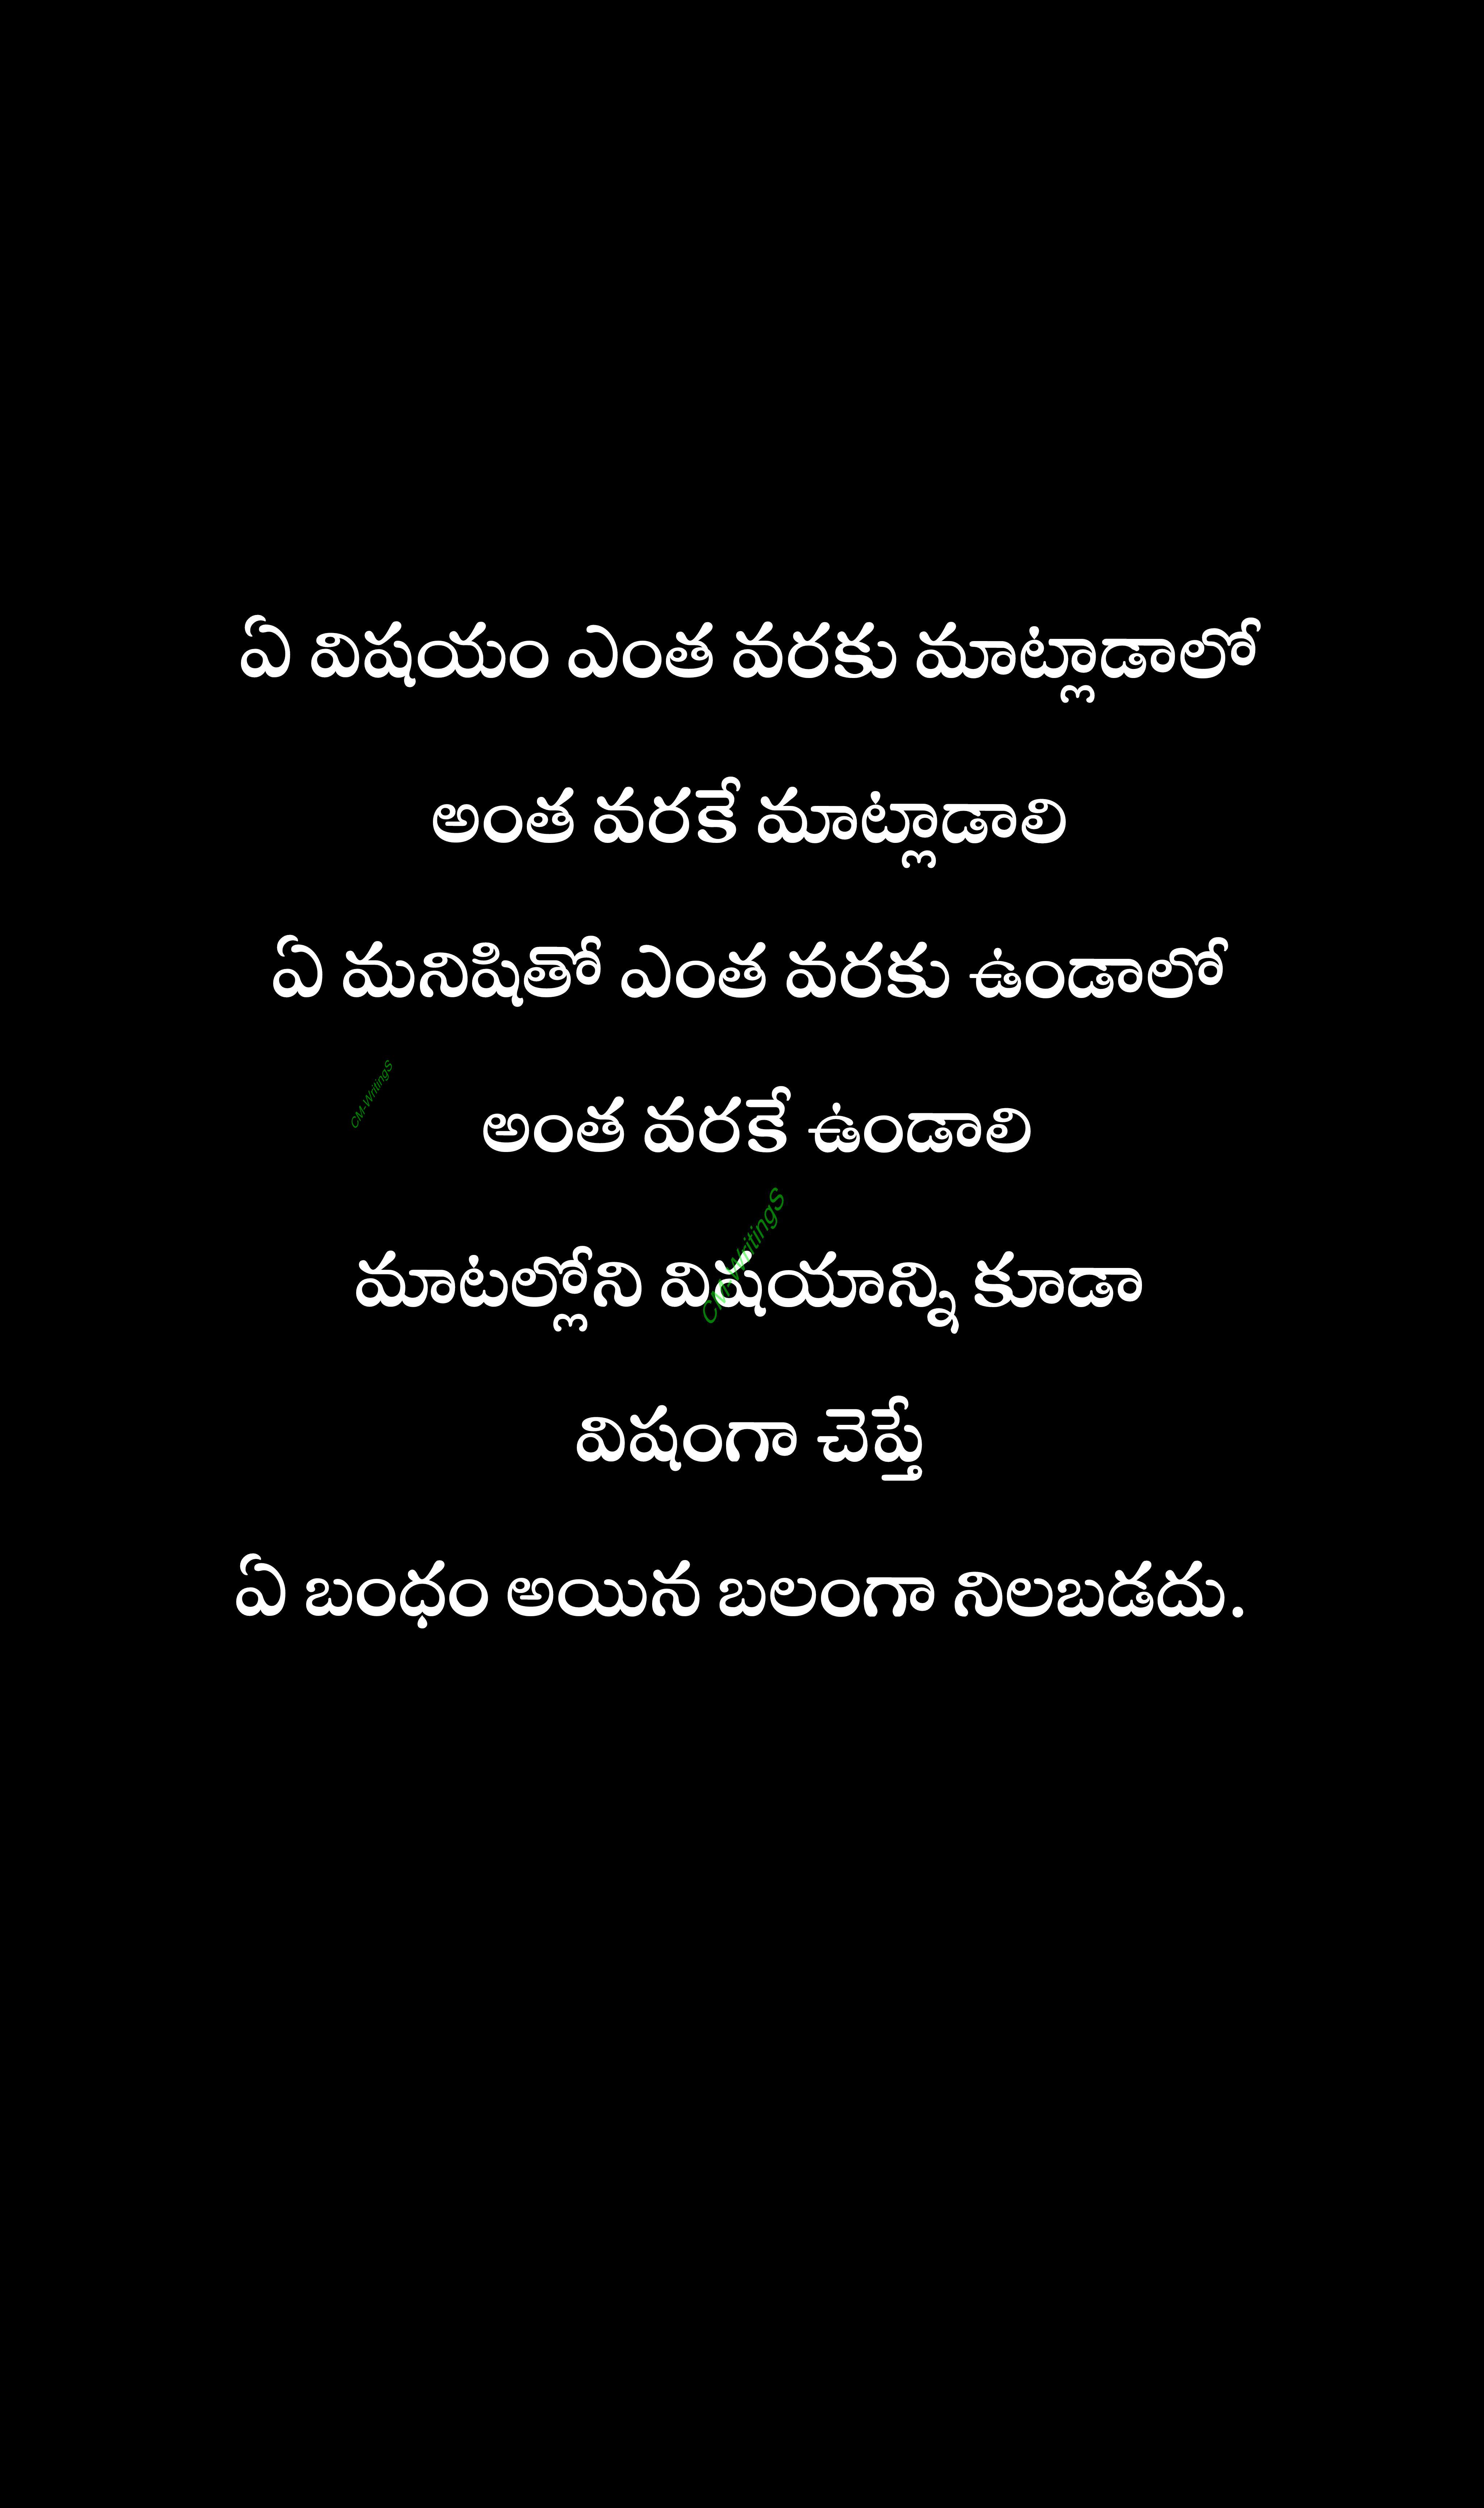 ఏ విషయం ఎంత వరకు మాట్లాఢాలో
అంత వరకే మాట్లాడాలి
ఏ మనిషితో ఎంత వరకు ఉండాలో
CM-Writings
అంత వరకే ఉండాలి
CM-Writings
మాటల్లోని విషయాన్ని కూడా
విషంగా చెప్తే
ఏ బంధం అయిన బలంగా నిలబడదు.